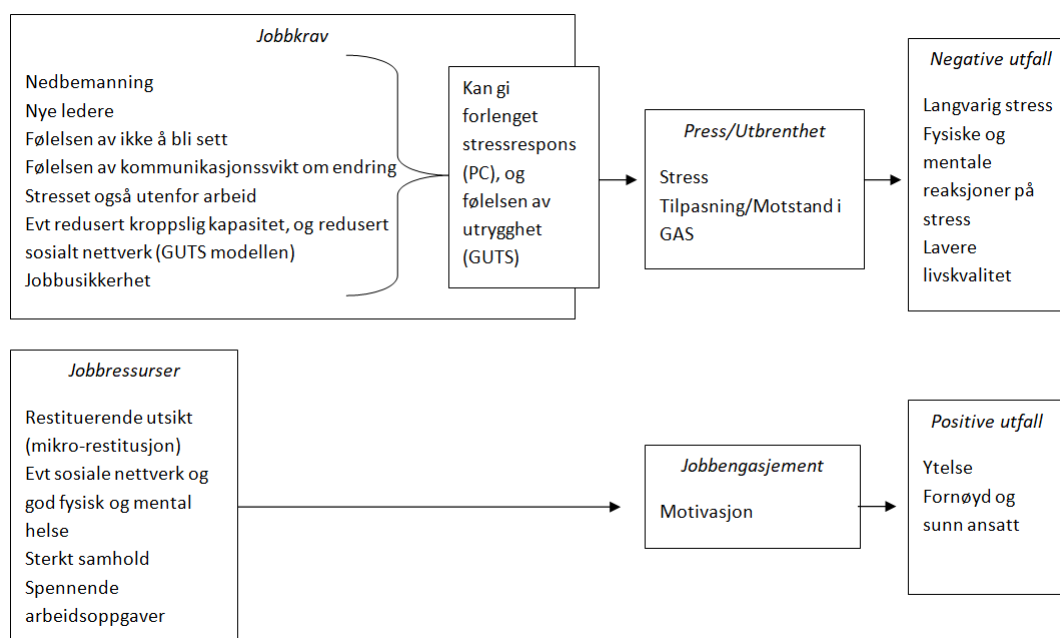 Jobbkrav
Nedbemanning
Nye ledere
Følelsen av ikke å bli sett
Følelsen av kommunikasjonssvikt om endring
Stresset også utenfor arbeid
Evt redusert kroppslig kapasitet, og redusert
sosialt nettverk (GUTS modellen)
Jobbusikkerhet
Kan gi
forlenget
stressrespons
(PC), og
følelsen av
utrygghet
(GUTS)
Press/Utbrenthet
Stress
Tilpasning/Motstand i
GAS
Negative utfall
Langvarig stress
Fysiske og
mentale
reaksjoner på
stress
Lavere
livskvalitet
Jobbressurser
Restituerende utsikt
(mikro-restitusjon)
Evt sosiale nettverk og
god fysisk og mental
helse
Sterkt samhold
Spennende
arbeidsoppgaver
Jobbengasjement
Motivasjon
Positive utfall
Ytelse
Fornøyd og
sunn ansatt